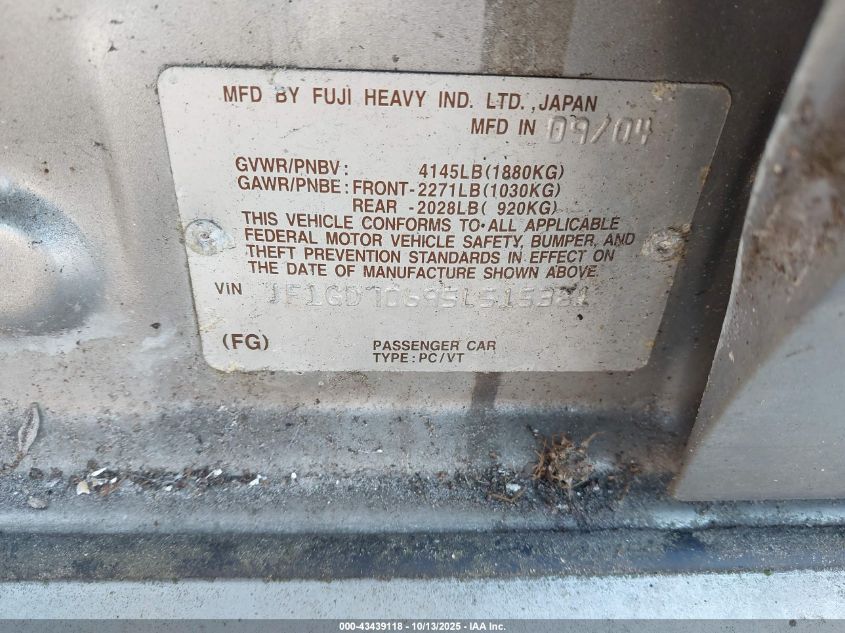 MFD BY FUJI HEAVY IND. LTD. ,JAPAN
MFD IN 09/04
GVWR/PNBV: 4145LB(1880KG)
GAWR/PNBE: FRONT-2271LB(1030KG)
REAR -2028LB( 920KG)
THIS VEHICLE CONFORMS TO ALL APPLICABLE
FEDERAL MOTOR VEHICLE SAFETY, BUMPER, AND
THEFT PREVENTION STANDARDS IN EFFECT ON
THE DATE OF MANUFACTURE SHOWN ABOVE.
VIN JF1GD70695L515381
(FG) PASSENGER CAR
TYPE: PC/VT
000-43439118 - 10/13/2025 - IAA Inc.